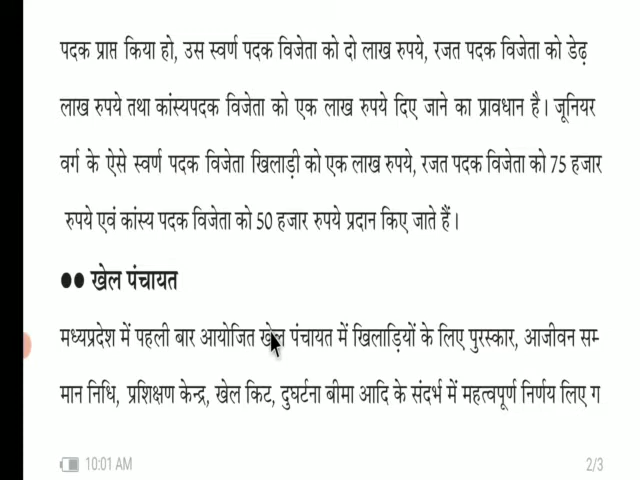 पदक प्राप्त किया हो, उस स्वर्ण पदक विजेता को दो लाख रुपये, रजत पदक विजेता को डेढ़
लाख रुपये तथा कांस्यपदक विजेता को एक लाख रुपये दिए जाने का प्रावधान है। जूनियर
वर्ग के ऐसे स्वर्ण पदक विजेता खिलाड़ी को एक लाख रुपये, रजत पदक विजेता को 75 हजार
रुपये एवं कांस्य पदक विजेता को 50 हजार रुपये प्रदान किए जाते हैं।
●● खेल पंचायत
मध्यप्रदेश में पहली बार आयोजित खेल पंचायत में खिलाड़ियों के लिए पुरस्कार, आजीवन सम-
मान निधि, प्रशिक्षण केन्द्र, खेल किट, दुघर्टना बीमा आदि के संदर्भ में महत्वपूर्ण निर्णय लिए ग
10:01 AM 2/3